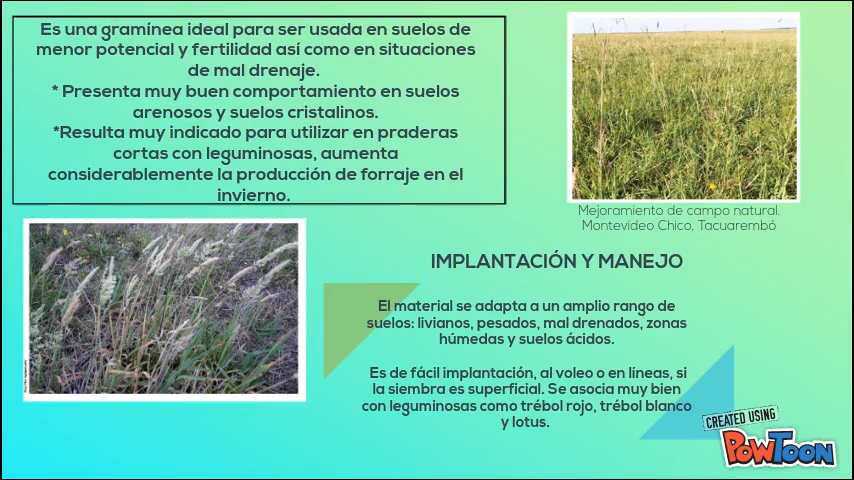 Es una gramínea ideal para ser usada en suelos de
menor potencial y fertilidad así como en situaciones
de mal drenaje.
* Presenta muy buen comportamiento en suelos
arenosos y suelos cristalinos.
*Resulta muy indicado para utilizar en praderas
cortas con leguminosas, aumenta
considerablemente la producción de forraje en el
invierno.
Mejoramiento de campo natural.
Montevideo Chico, Tacuarembó
IMPLANTACIÓN Y MANEJO
El material se adapta a un amplio rango de
suelos: livianos, pesados, mal drenados, zonas
húmedas y suelos ácidos.
Es de fácil implantación, al voleo o en líneas, si
la siembra es superficial. Se asocia muy bien
con leguminosas como trébol rojo, trébol blanco
y lotus.
CREATED USING
POWTOON